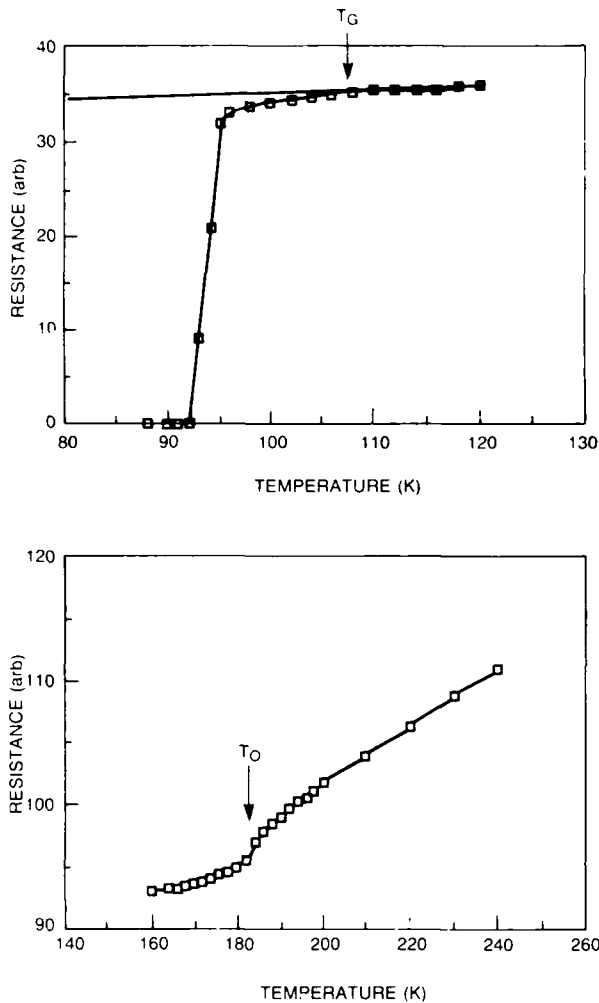 T_G
40
30
20
10
0
RESISTANCE (arb)
80 90 100 110 120 130
TEMPERATURE (K)
120
110
100
90
RESISTANCE (arb)
T_O
140 160 180 200 220 240 260
TEMPERATURE (K)